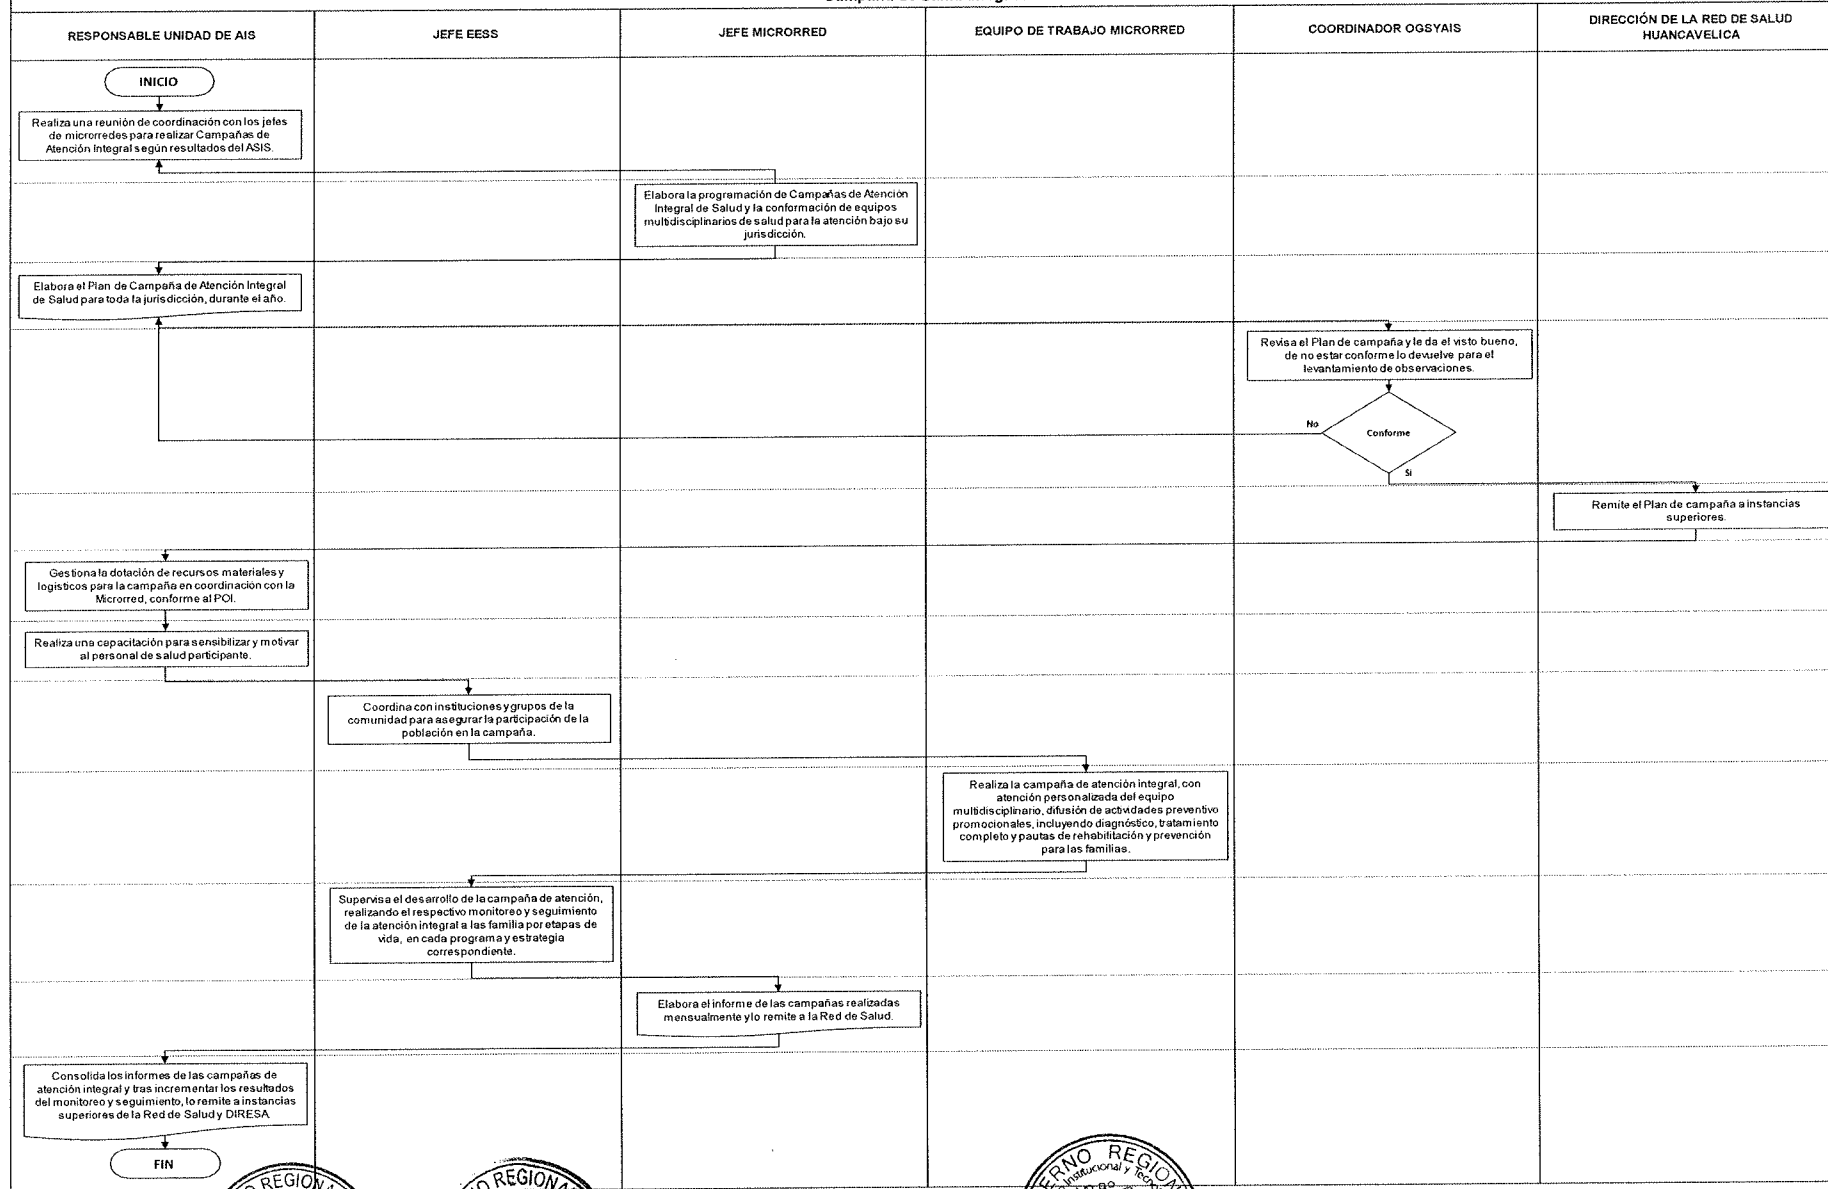 RESPONSABLE UNIDAD DE AIS
JEFE EESS
JEFE MICRORRED
EQUIPO DE TRABAJO MICRORRED
COORDINADOR OGSYAIS
DIRECCIÓN DE LA RED DE SALUD
HUANCAVELICA
INICIO
Realiza una reunión de coordinación con los jefes
de microrredes para realizar Campañas de
Atención Integral según resultados del ASIS.
Elabora la programación de Campañas de Atención
Integral de Salud y la conformación de equipos
multidisciplinarios de salud para la atención bajo su
jurisdicción.
Elabora el Plan de Campaña de Atención Integral
de Salud para toda la jurisdicción, durante el año.
Revisa el Plan de campaña y le da el visto bueno,
de no estar conforme lo devuelve para el
levantamiento de observaciones.
No
Conforme
Si
Remite el Plan de campaña a instancias
superiores.
Gestiona la dotación de recursos materiales y
logísticos para la campaña en coordinación con la
Microrred, conforme al POI.
Realiza una capacitación para sensibilizar y motivar
al personal de salud participante.
Coordina con instituciones y grupos de la
comunidad para asegurar la participación de la
población en la campaña.
Realiza la campaña de atención integral, con
atención personalizada del equipo
multidisciplinario, difusión de actividades preventivo
promocionales, incluyendo diagnóstico, tratamiento
completo y pautas de rehabilitación y prevención
para las familias.
Supervisa el desarrollo de la campaña de atención,
realizando el respectivo monitoreo y seguimiento
de la atención integral a las familia por etapas de
vida, en cada programa y estrategia
correspondiente.
Elabora el informe de las campañas realizadas
mensualmente y lo remite a la Red de Salud.
Consolida los informes de las campañas de
atención integral y tras incrementar los resultados
del monitoreo y seguimiento, lo remite a instancias
superiores de la Red de Salud y DIRESA
FIN